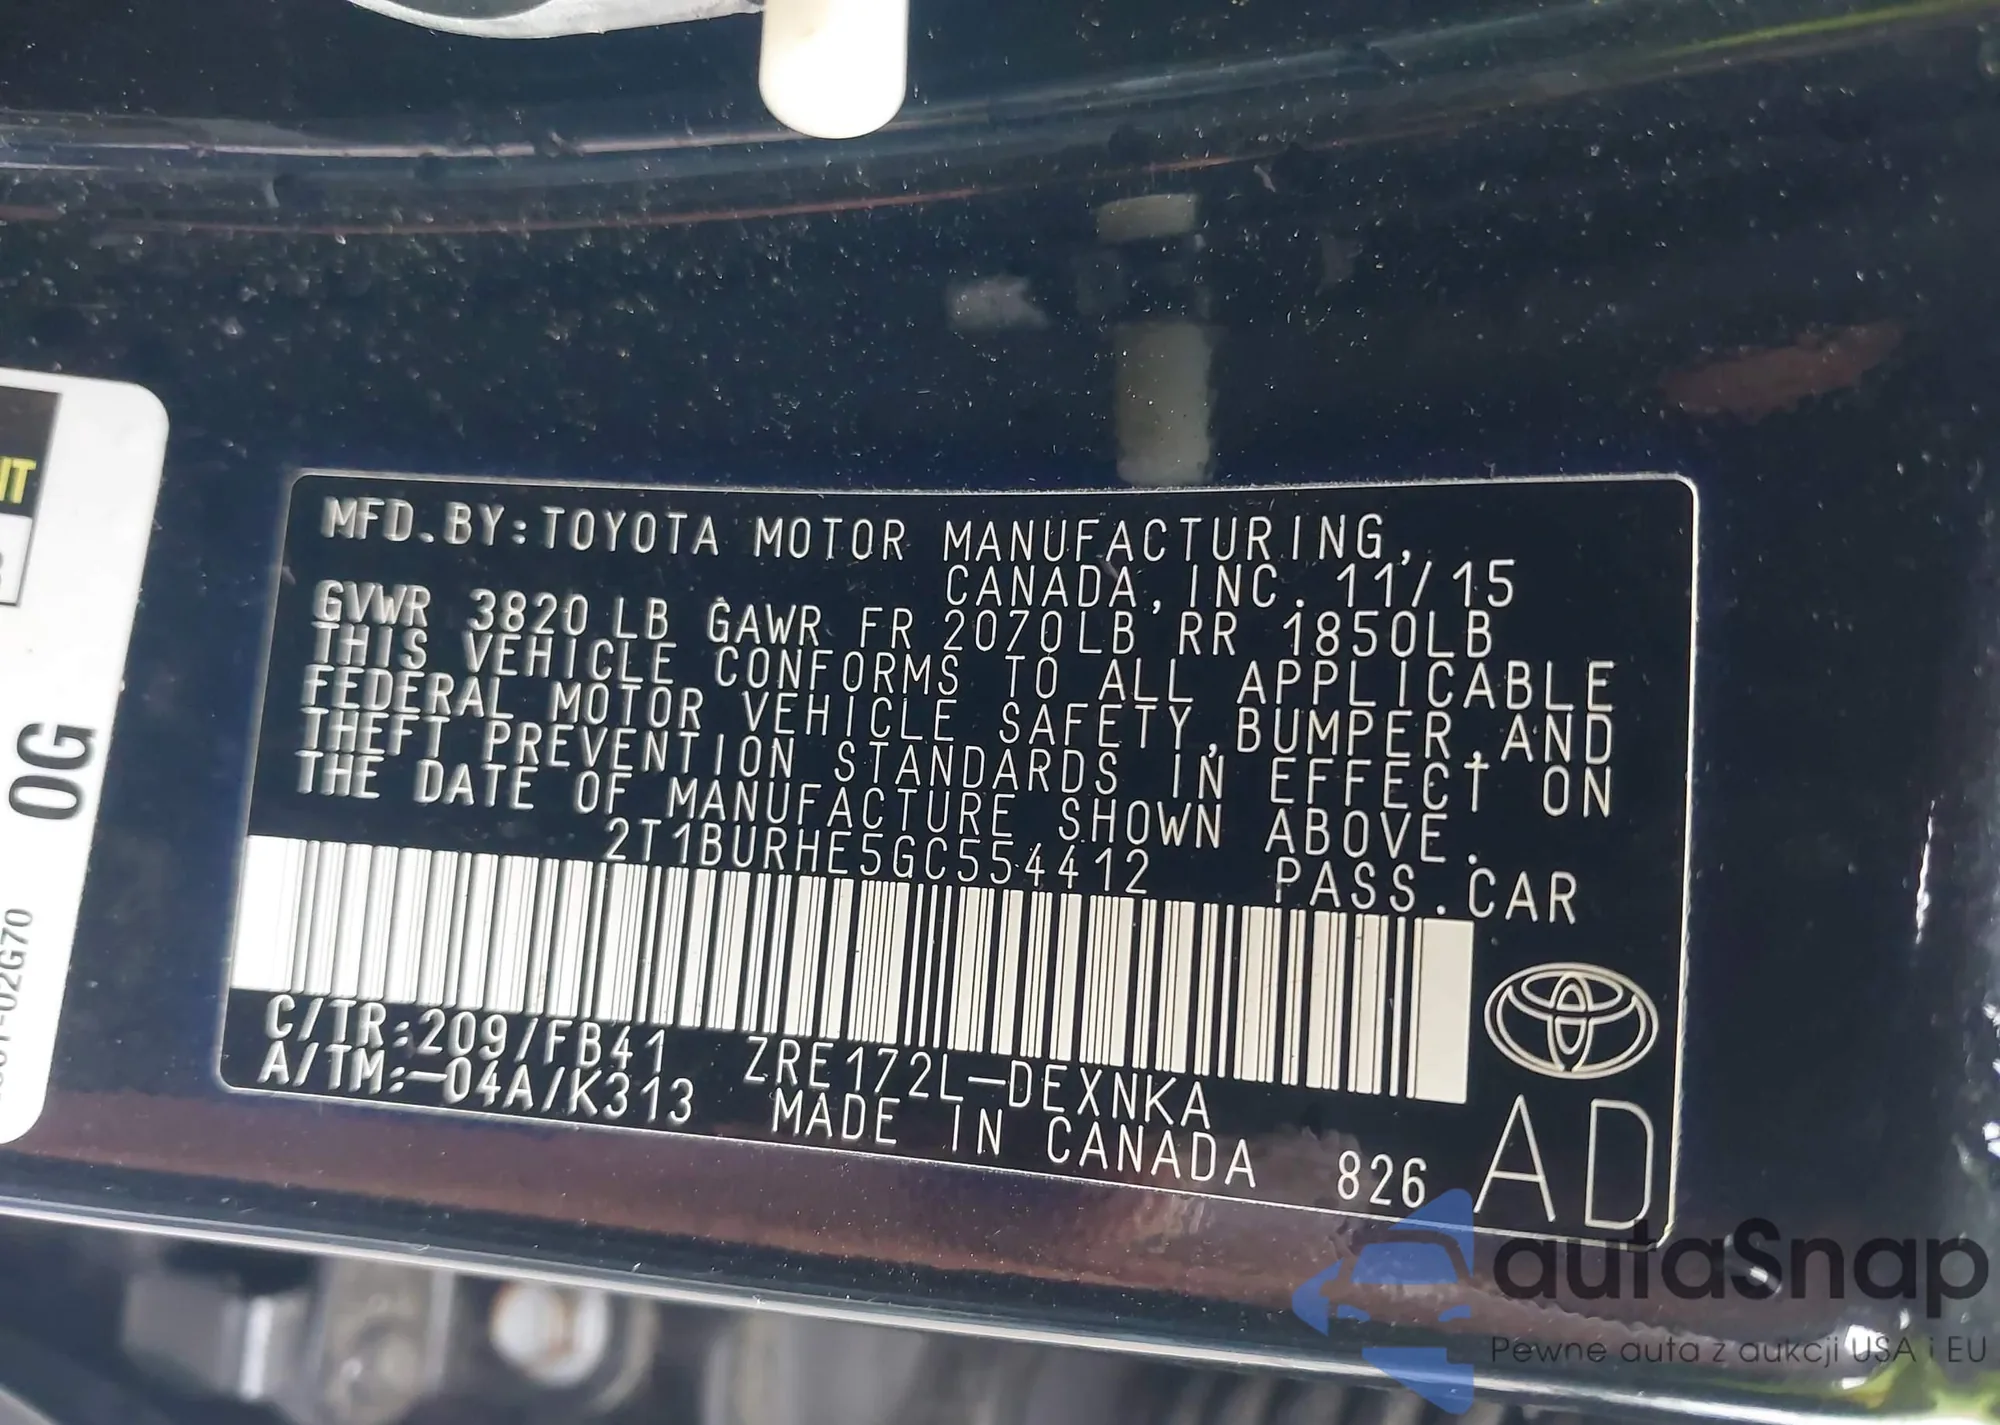 MFD.BY:TOYOTA MOTOR MANUFACTURING,
CANADA,INC. 11/15
GVWR 3820 LB GAWR FR 2070LB RR 1850LB
THIS VEHICLE CONFORMS TO ALL APPLICABLE
FEDERAL MOTOR VEHICLE SAFETY,BUMPER,AND
THEFT PREVENTION STANDARDS IN EFFECT ON
THE DATE OF MANUFACTURE SHOWN ABOVE.
2T1BURHE5GC554412 PASS.CAR
C/TR:209/FB41 ZRE172L-DEXNKA
A/TM:-04A/K313 MADE IN CANADA 826
AD
0G
autaSnap
Pewne auta z aukcji USA i EU